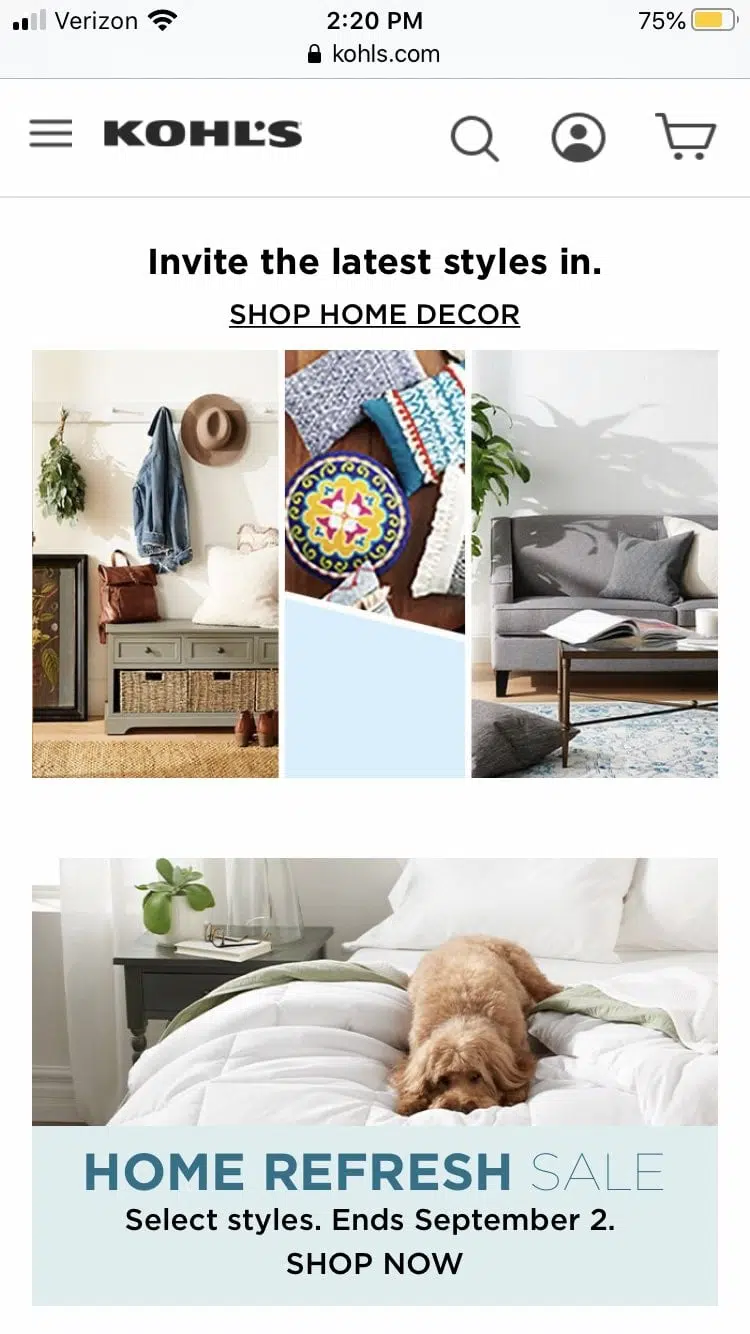 Verizon 2:20 PM 75%
kohls.com
KOHL'S
Invite the latest styles in.
SHOP HOME DECOR
HOME REFRESH SALE
Select styles. Ends September 2.
SHOP NOW